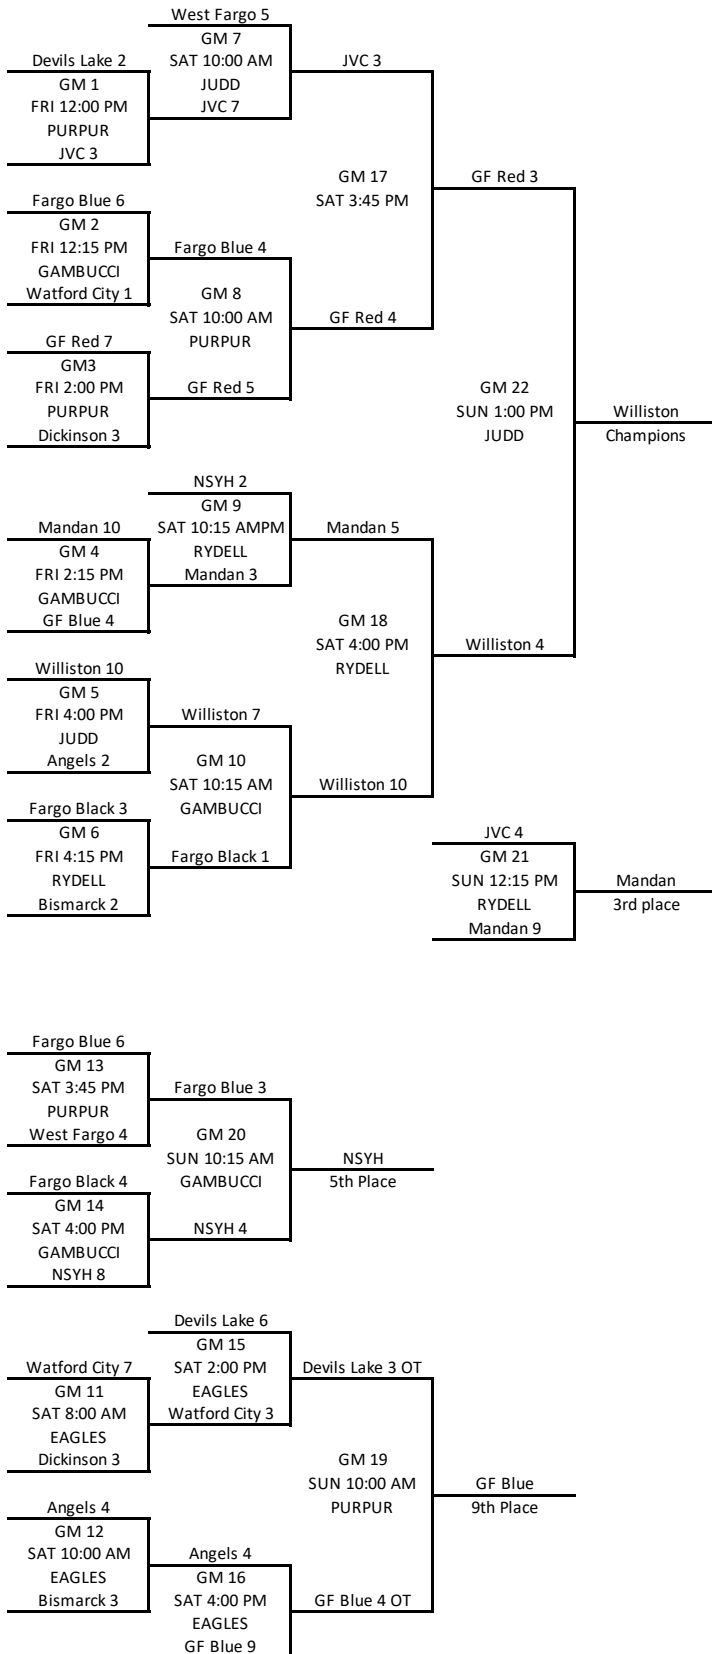 West Fargo 5
GM 7
SAT 10:00 AM
JUDD
JVC 7
Devils Lake 2
GM 1
FRI 12:00 PM
PURPUR
JVC 3
JVC 3
GM 17
SAT 3:45 PM
GF Red 3
Fargo Blue 6
GM 2
FRI 12:15 PM
GAMBUCCI
Watford City 1
Fargo Blue 4
GM 8
SAT 10:00 AM
PURPUR
GF Red 5
GF Red 4
GF Red 7
GM3
FRI 2:00 PM
PURPUR
Dickinson 3
GM 22
SUN 1:00 PM
JUDD
Williston
Champions
NSYH 2
GM 9
SAT 10:15 AMPM
RYDELL
Mandan 3
Mandan 10
GM 4
FRI 2:15 PM
GAMBUCCI
GF Blue 4
Mandan 5
GM 18
SAT 4:00 PM
RYDELL
Williston 4
Williston 10
GM 5
FRI 4:00 PM
JUDD
Angels 2
Williston 7
GM 10
SAT 10:15 AM
GAMBUCCI
Fargo Black 1
Williston 10
Fargo Black 3
GM 6
FRI 4:15 PM
RYDELL
Bismarck 2
JVC 4
GM 21
SUN 12:15 PM
RYDELL
Mandan 9
Mandan
3rd place
Fargo Blue 6
GM 13
SAT 3:45 PM
PURPUR
West Fargo 4
Fargo Blue 3
GM 20
SUN 10:15 AM
GAMBUCCI
NSYH 4
NSYH
5th Place
Fargo Black 4
GM 14
SAT 4:00 PM
GAMBUCCI
NSYH 8
Devils Lake 6
GM 15
SAT 2:00 PM
EAGLES
Watford City 3
Watford City 7
GM 11
SAT 8:00 AM
EAGLES
Dickinson 3
Devils Lake 3 OT
GM 19
SUN 10:00 AM
PURPUR
GF Blue
9th Place
Angels 4
GM 12
SAT 10:00 AM
EAGLES
Bismarck 3
Angels 4
GM 16
SAT 4:00 PM
EAGLES
GF Blue 9
GF Blue 4 OT